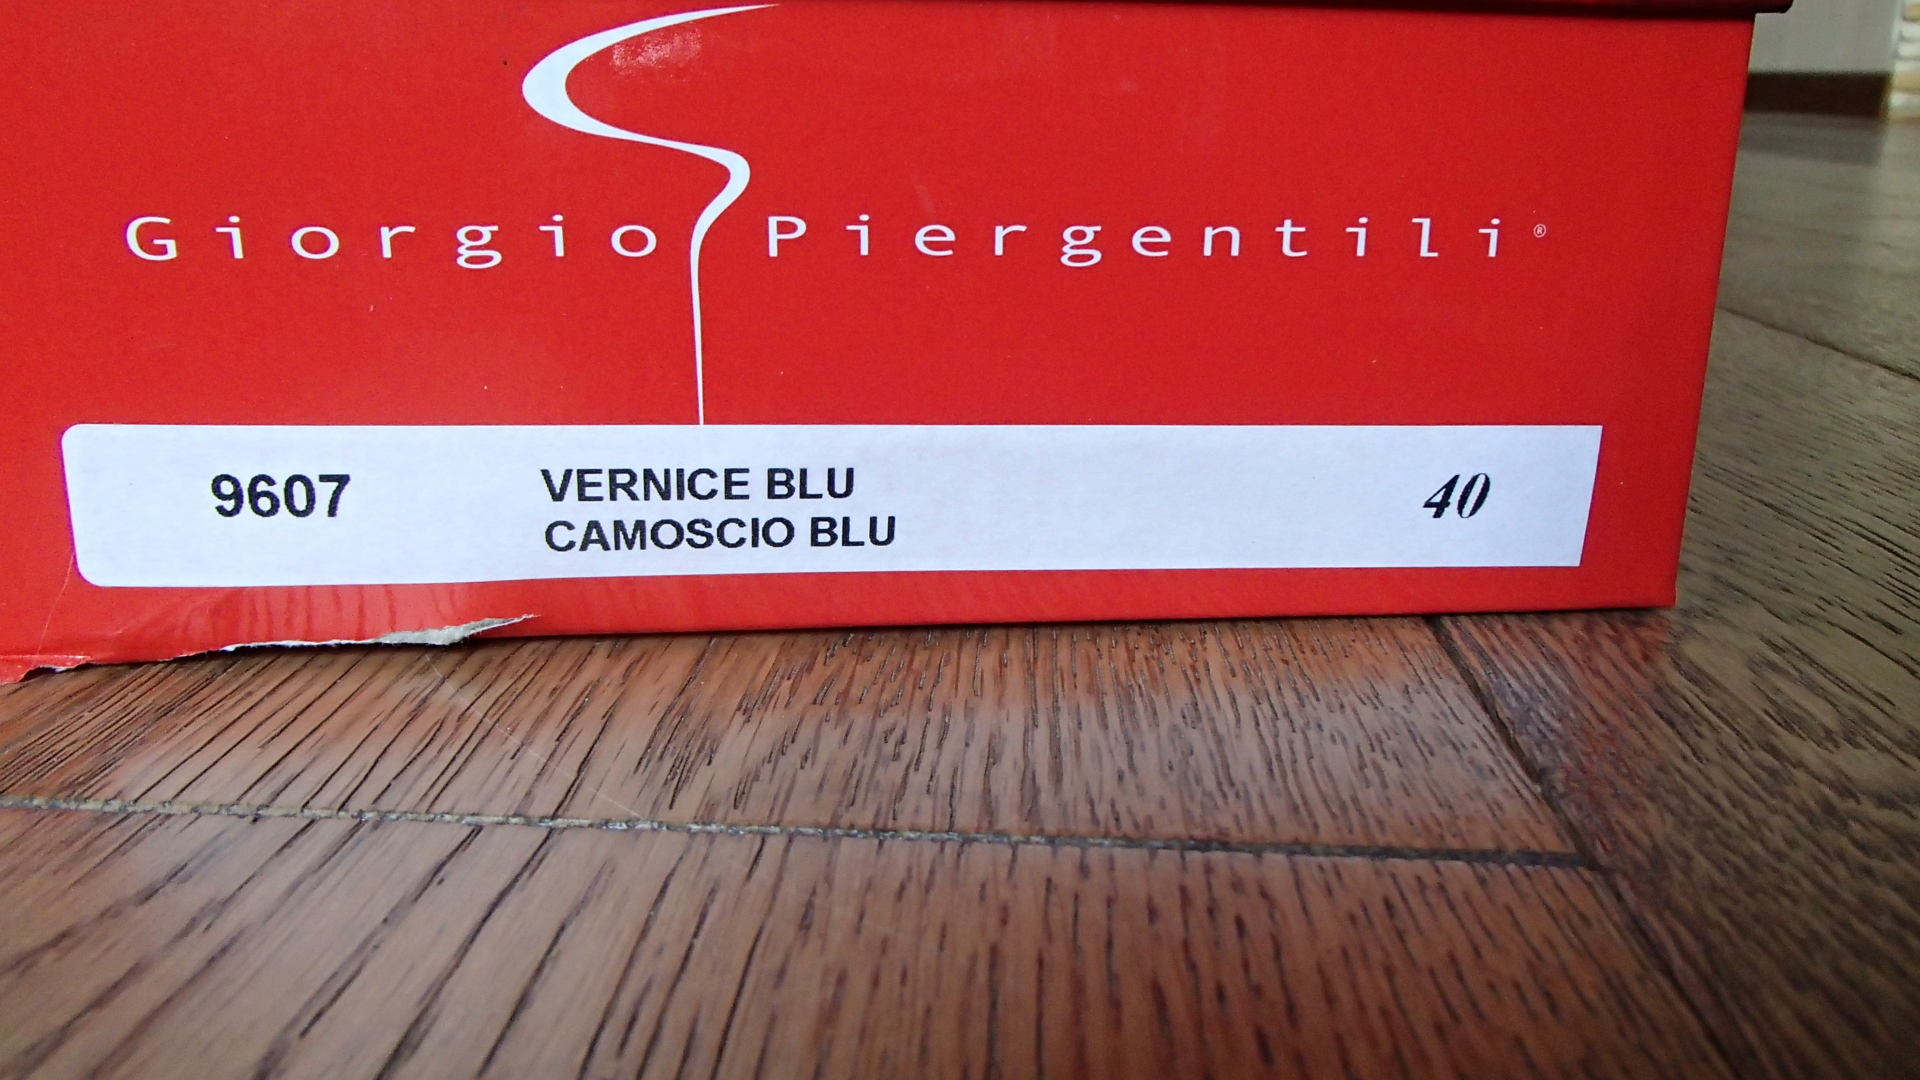 Giorgio Piergentili®
9607 VERNICE BLU 40
CAMOSCIO BLU